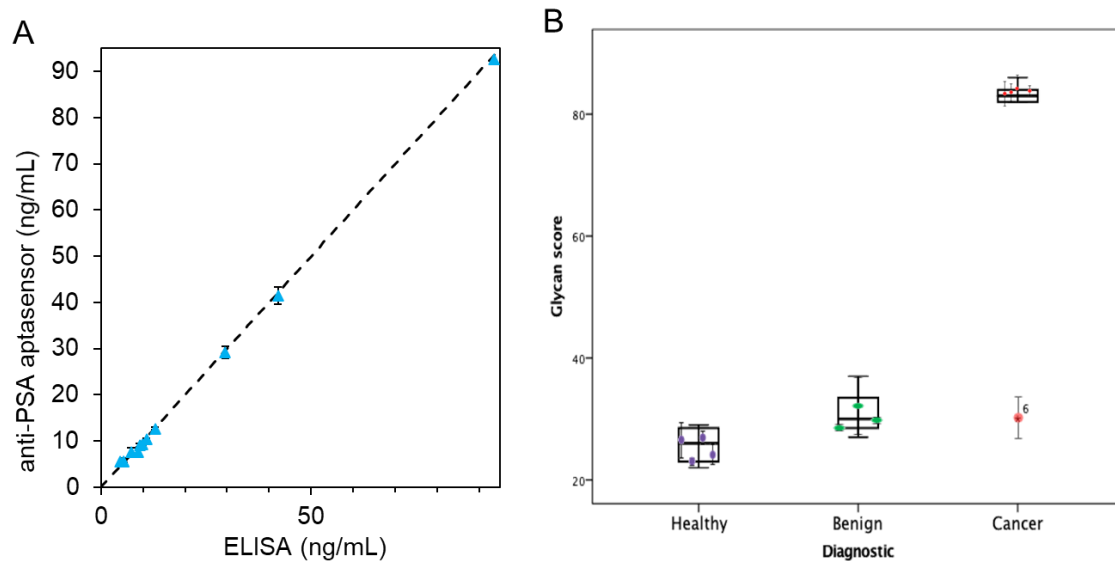 A
anti-PSA aptasensor (ng/mL)
90
80
70
60
50
40
30
20
10
0
0
50
ELISA (ng/mL)
B
Glycan score
80
60
40
20
6
Healthy
Benign
Cancer
Diagnostic